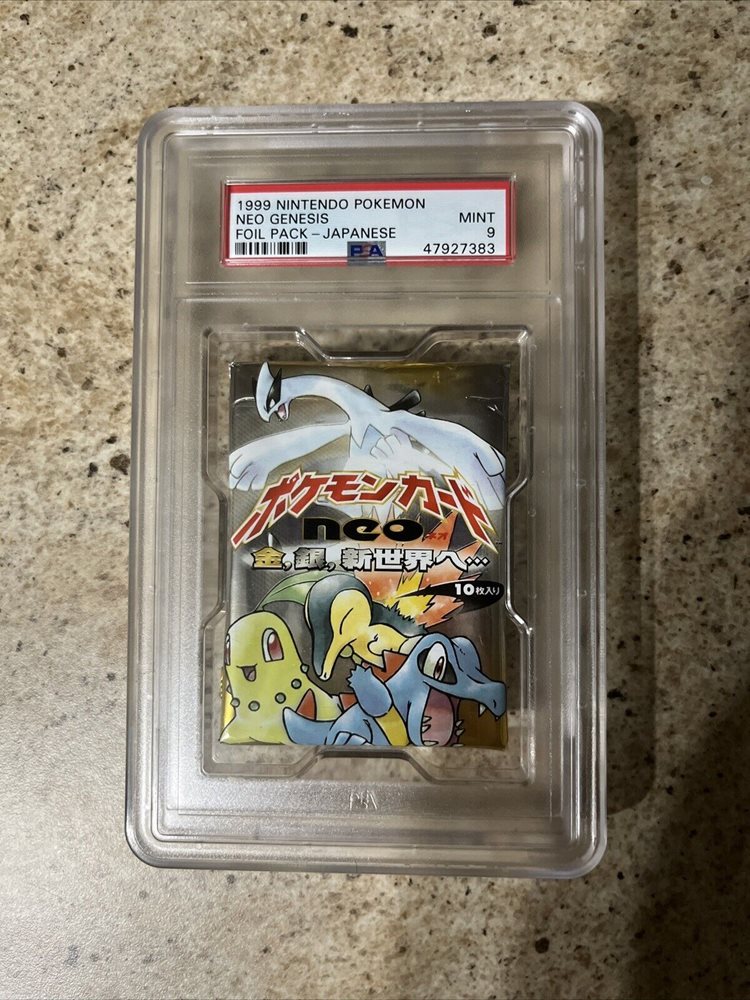 1999 NINTENDO POKEMON
NEO GENESIS MINT
FOIL PACK - JAPANESE 9
PSA 47927383
ポケモンカード
neo ネオ
金、銀、新世界へ…
10枚入り
PSA